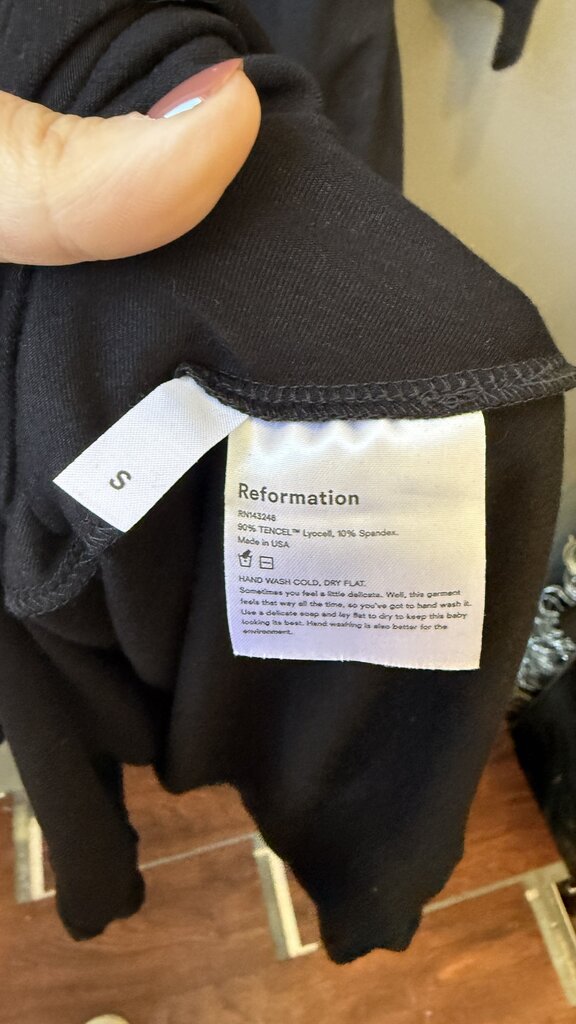 S
Reformation
RN143248
90% TENCEL™ Lyocell, 10% Spandex.
Made in USA
HAND WASH COLD, DRY FLAT.
Sometimes you feel a little delicate. Well, this garment
feels that way all the time, so you've got to hand wash it.
Use a delicate soap and lay flat to dry to keep this baby
looking its best. Hand washing is also better for the
environment.